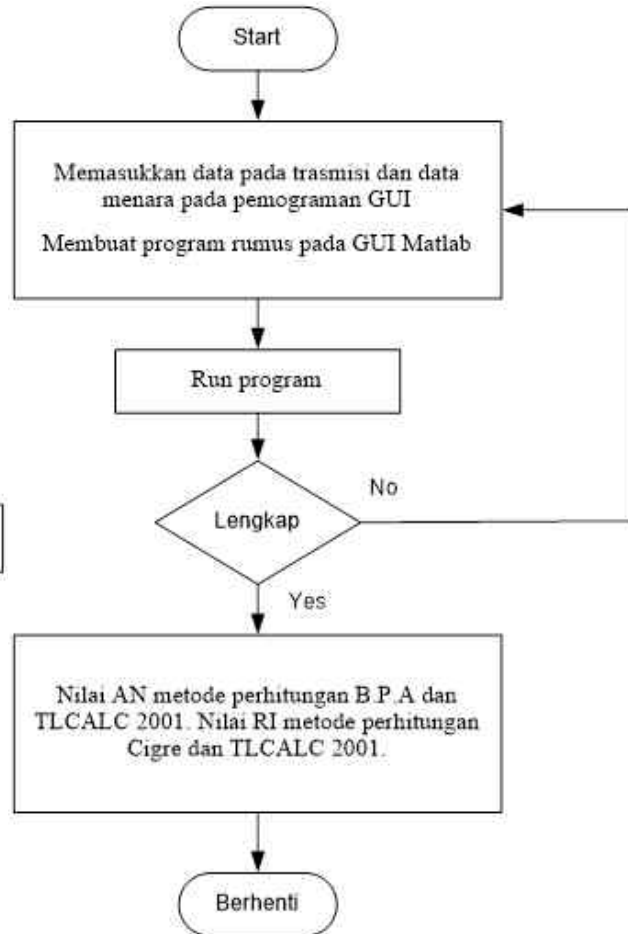 Start
Memasukkan data pada trasmisi dan data
menara pada pemograman GUI
Membuat program rumus pada GUI Matlab
Run program
Lengkap
No
Yes
Nilai AN metode perhitungan B.P.A dan
TLCALC 2001. Nilai RI metode perhitungan
Cigre dan TLCALC 2001.
Berhenti